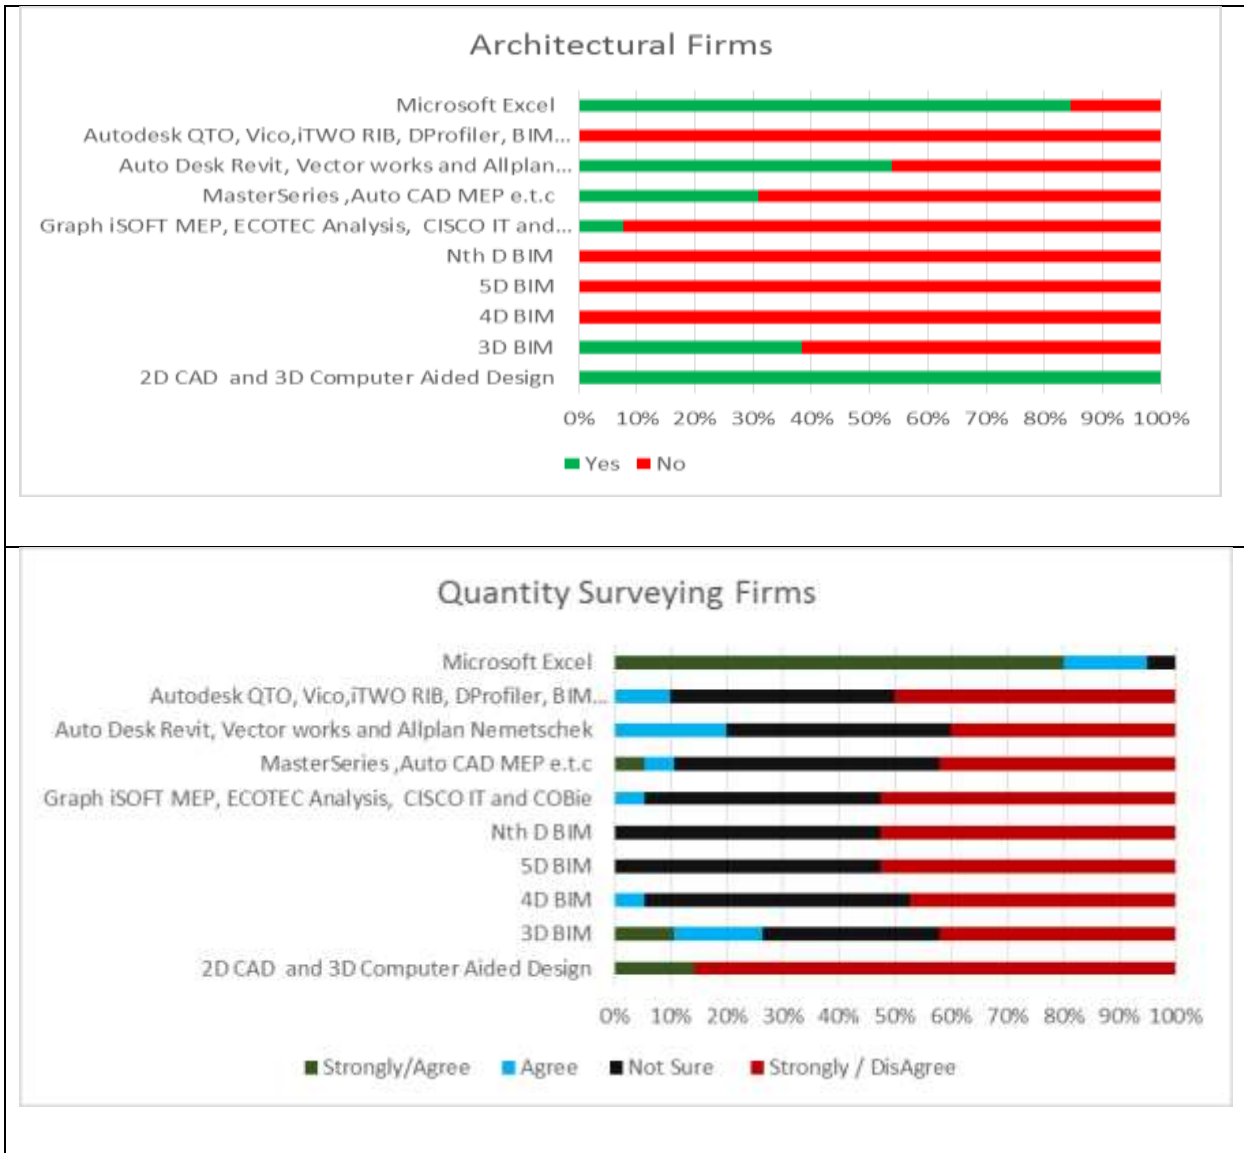 Architectural Firms
Microsoft Excel
Autodesk QTO, Vico,iTWO RIB, DProfiler, BIM...
Auto Desk Revit, Vector works and Allplan...
MasterSeries ,Auto CAD MEP e.t.c
Graph iSOFT MEP, ECOTEC Analysis, CISCO IT and...
Nth D BIM
5D BIM
4D BIM
3D BIM
2D CAD and 3D Computer Aided Design
0% 10% 20% 30% 40% 50% 60% 70% 80% 90% 100%
Yes No
Quantity Surveying Firms
Microsoft Excel
Autodesk QTO, Vico,iTWO RIB, DProfiler, BIM...
Auto Desk Revit, Vector works and Allplan Nemetschek
MasterSeries ,Auto CAD MEP e.t.c
Graph iSOFT MEP, ECOTEC Analysis, CISCO IT and COBie
Nth D BIM
5D BIM
4D BIM
3D BIM
2D CAD and 3D Computer Aided Design
0% 10% 20% 30% 40% 50% 60% 70% 80% 90% 100%
Strongly/Agree Agree Not Sure Strongly / DisAgree